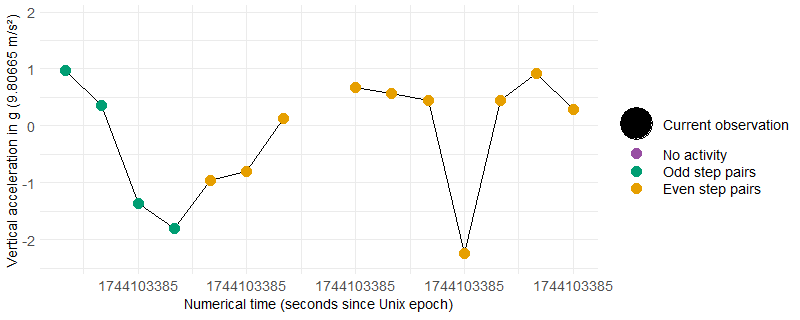 Vertical acceleration in g (9.80665 m/s²)
2
1
0
-1
-2
1744103385 1744103385 1744103385 1744103385 1744103385
Numerical time (seconds since Unix epoch)
Current observation
No activity
Odd step pairs
Even step pairs